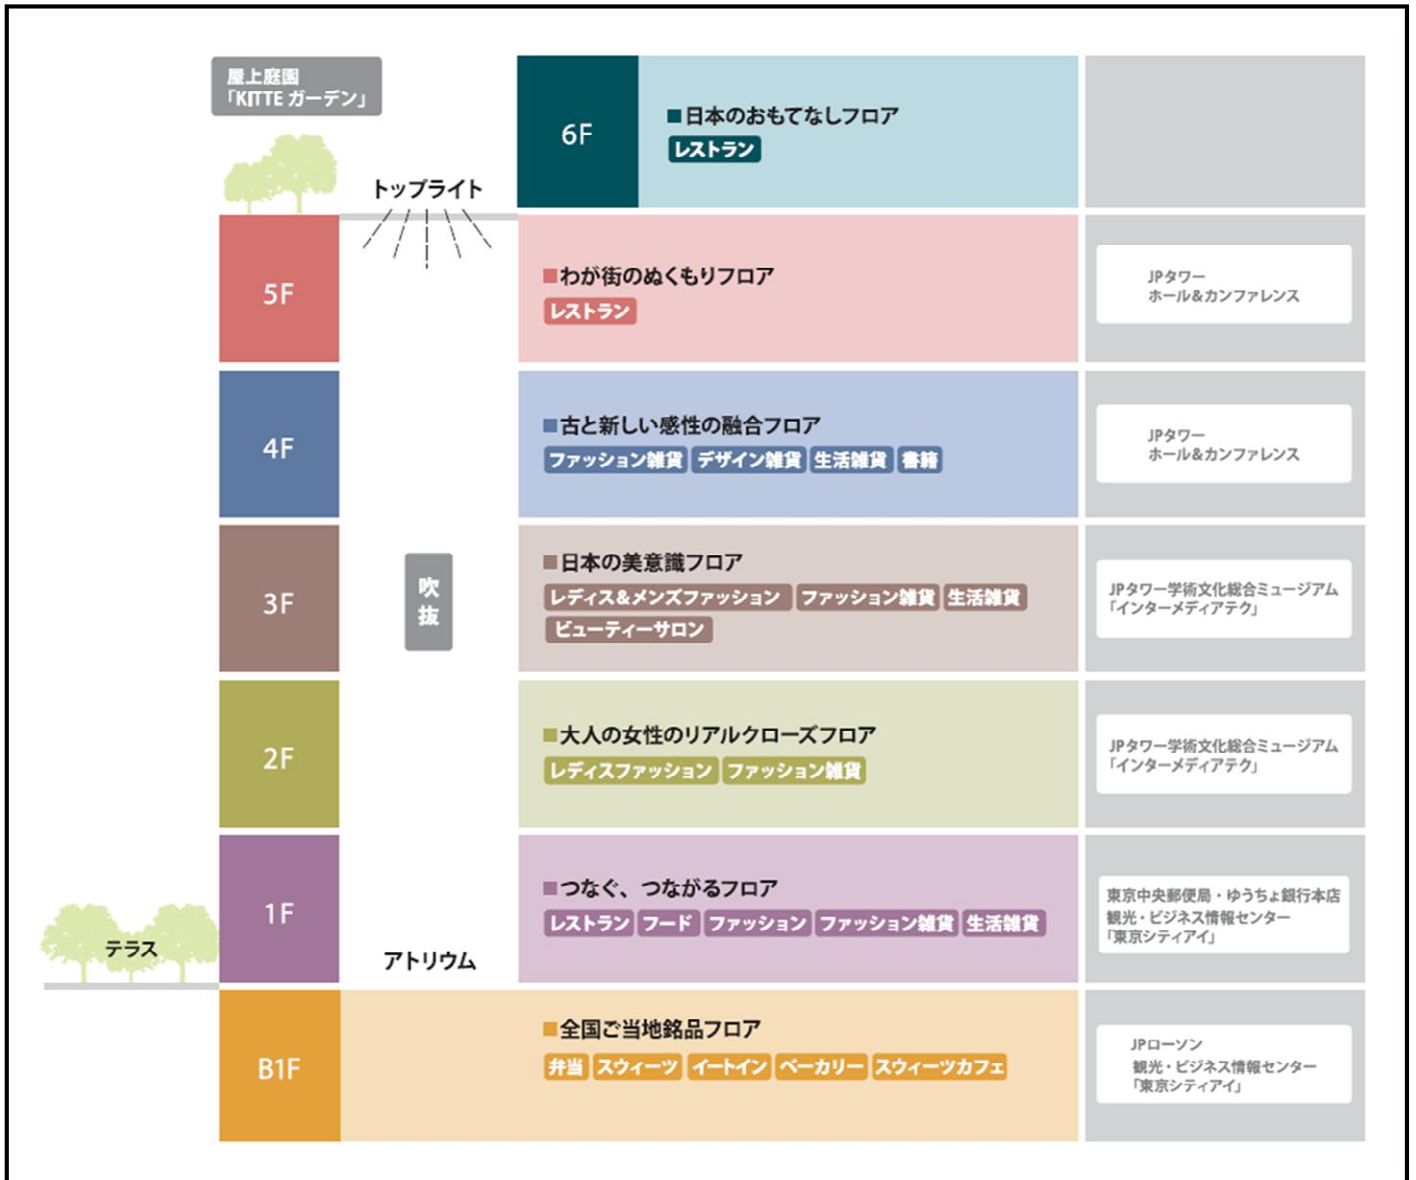 屋上庭園
「KITTE ガーデン」
6F
■日本のおもてなしフロア
レストラン
トップライト
5F
■わが街のぬくもりフロア
レストラン
JPタワー
ホール&カンファレンス
4F
■古と新しい感性の融合フロア
ファッション雑貨 デザイン雑貨 生活雑貨 書籍
JPタワー
ホール&カンファレンス
吹抜
3F
■日本の美意識フロア
レディス&メンズファッション ファッション雑貨 生活雑貨
ビューティーサロン
JPタワー学術文化総合ミュージアム
「インターメディアテク」
2F
■大人の女性のリアルクローズフロア
レディスファッション ファッション雑貨
JPタワー学術文化総合ミュージアム
「インターメディアテク」
1F
■つなぐ、つながるフロア
レストラン フード ファッション ファッション雑貨 生活雑貨
東京中央郵便局・ゆうちょ銀行本店
観光・ビジネス情報センター
「東京シティアイ」
テラス
アトリウム
B1F
■全国ご当地銘品フロア
弁当 スウィーツ イートイン ベーカリー スウィーツカフェ
JPローソン
観光・ビジネス情報センター
「東京シティアイ」